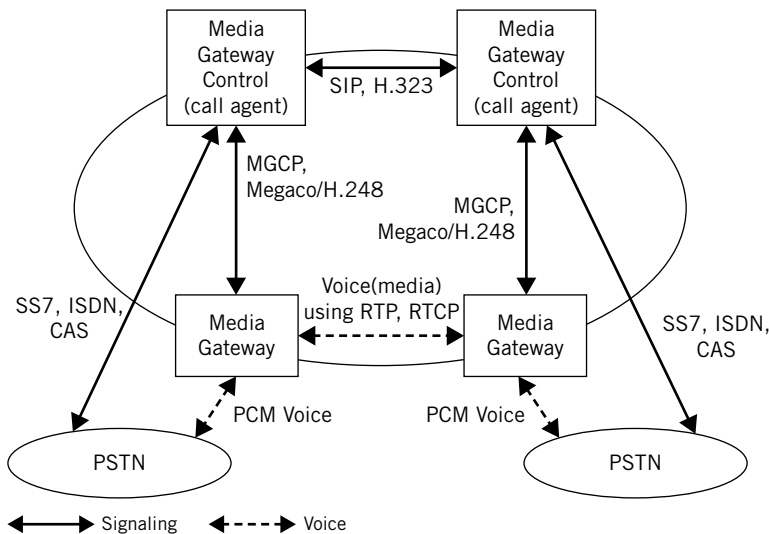 Media
Gateway
Control
(call agent)
Media
Gateway
Control
(call agent)
SIP, H.323
MGCP,
Megaco/H.248
MGCP,
Megaco/H.248
SS7, ISDN,
CAS
Voice(media)
using RTP, RTCP
Media
Gateway
Media
Gateway
SS7, ISDN,
CAS
PCM Voice
PCM Voice
PSTN
PSTN
Signaling
Voice